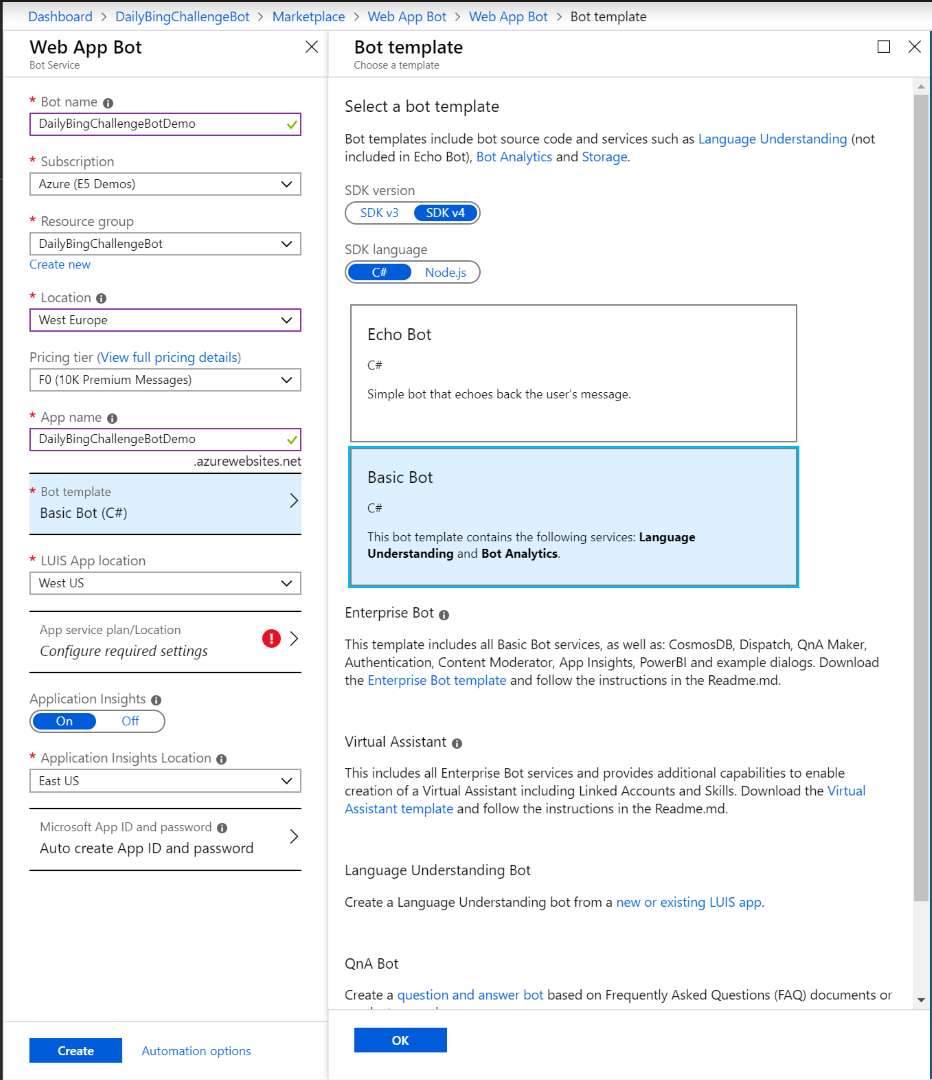 Dashboard > DailyBingChallengeBot > Marketplace > Web App Bot > Web App Bot > Bot template
Web App Bot
Bot Service
* Bot name
DailyBingChallengeBotDemo
* Subscription
Azure (E5 Demos)
* Resource group
DailyBingChallengeBot
Create new
* Location
West Europe
Pricing tier (View full pricing details)
F0 (10K Premium Messages)
* App name
DailyBingChallengeBotDemo
.azurewebsites.net
* Bot template
Basic Bot (C#)
* LUIS App location
West US
App service plan/Location
Configure required settings
Application Insights
On Off
* Application Insights Location
East US
Microsoft App ID and password
Auto create App ID and password
Create Automation options
Bot template
Choose a template
Select a bot template
Bot templates include bot source code and services such as Language Understanding (not
included in Echo Bot), Bot Analytics and Storage.
SDK version
SDK v3 SDK v4
SDK language
C# Node.js
Echo Bot
C#
Simple bot that echoes back the user's message.
Basic Bot
C#
This bot template contains the following services: Language
Understanding and Bot Analytics.
Enterprise Bot
This template includes all Basic Bot services, as well as: CosmosDB, Dispatch, QnA Maker,
Authentication, Content Moderator, App Insights, PowerBI and example dialogs. Download
the Enterprise Bot template and follow the instructions in the Readme.md.
Virtual Assistant
This includes all Enterprise Bot services and provides additional capabilities to enable
creation of a Virtual Assistant including Linked Accounts and Skills. Download the Virtual
Assistant template and follow the instructions in the Readme.md.
Language Understanding Bot
Create a Language Understanding bot from a new or existing LUIS app.
QnA Bot
Create a question and answer bot based on Frequently Asked Questions (FAQ) documents or
OK